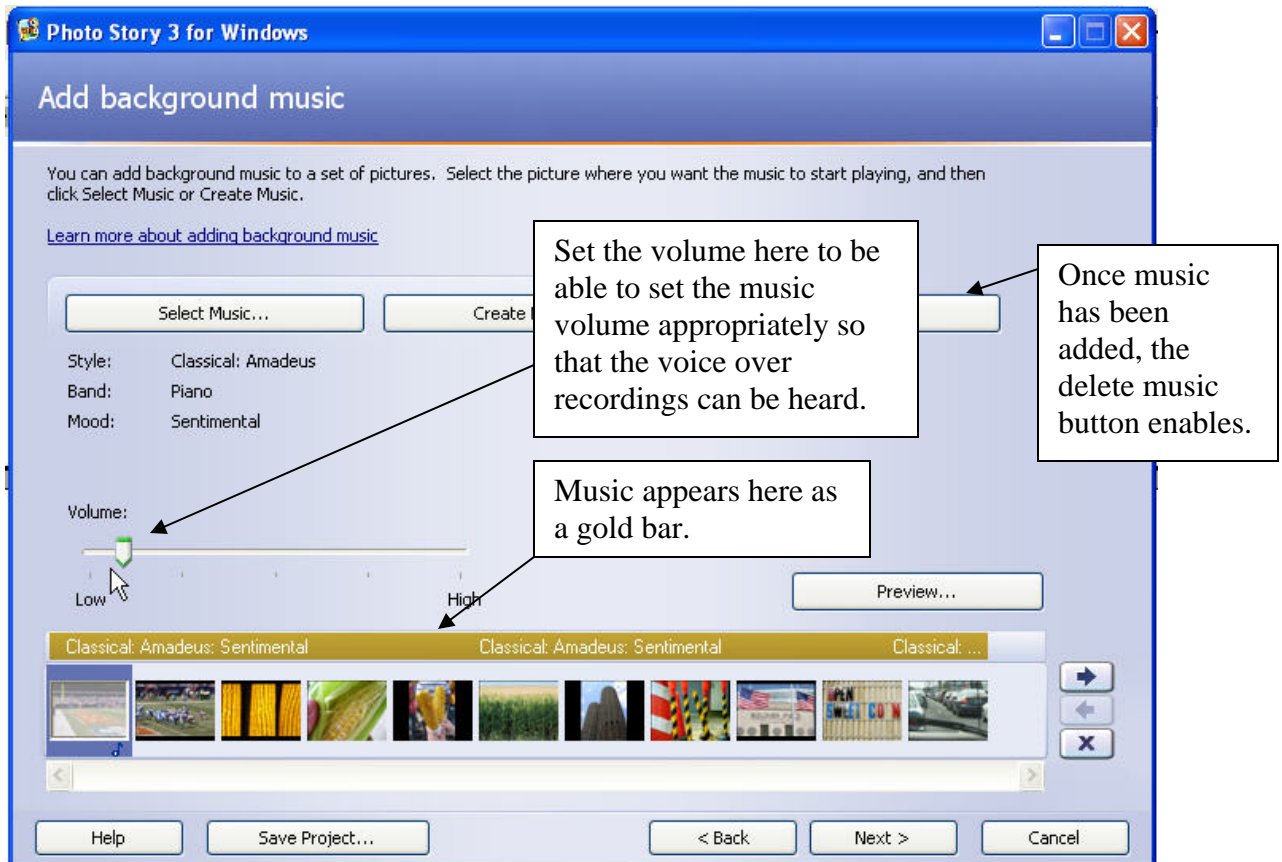 Photo Story 3 for Windows
Add background music
You can add background music to a set of pictures. Select the picture where you want the music to start playing, and then
click Select Music or Create Music.
Learn more about adding background music
Set the volume here to be
able to set the music
volume appropriately so
that the voice over
recordings can be heard.
Once music
has been
added, the
delete music
button enables.
Select Music...
Create
Style: Classical: Amadeus
Band: Piano
Mood: Sentimental
Music appears here as
a gold bar.
Volume:
Low High
Preview...
Classical: Amadeus: Sentimental Classical: Amadeus: Sentimental Classical: ...
SWEET CO N
Help Save Project... < Back Next > Cancel